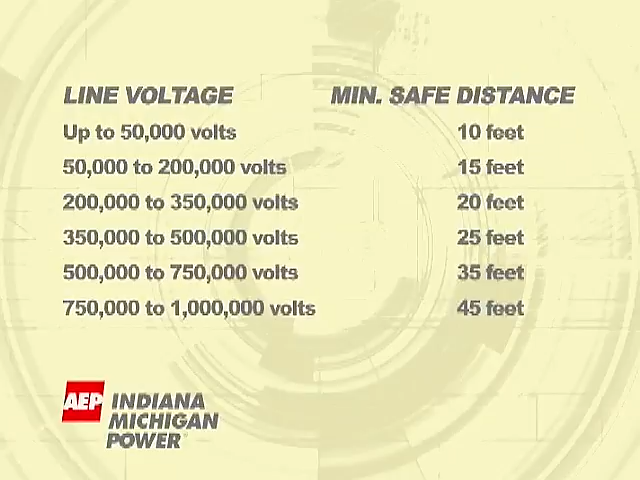 LINE VOLTAGE MIN. SAFE DISTANCE
Up to 50,000 volts 10 feet
50,000 to 200,000 volts 15 feet
200,000 to 350,000 volts 20 feet
350,000 to 500,000 volts 25 feet
500,000 to 750,000 volts 35 feet
750,000 to 1,000,000 volts 45 feet
AEP INDIANA
MICHIGAN
POWER